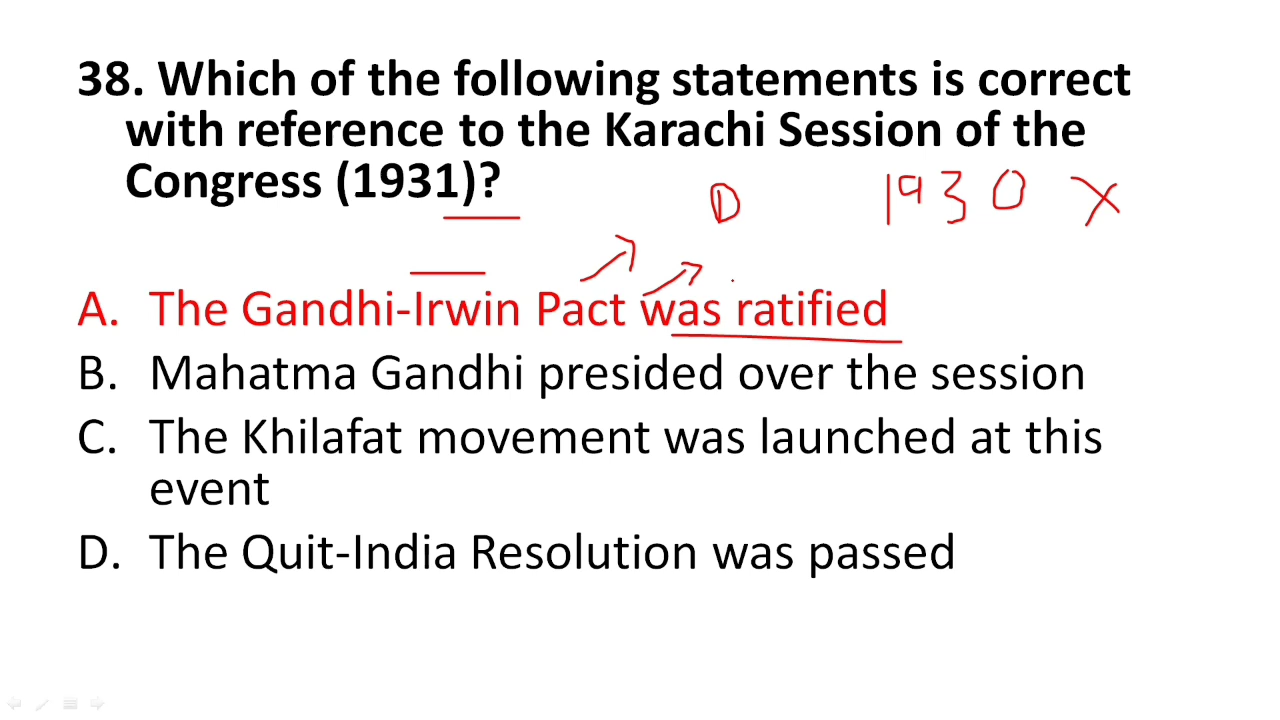 38. Which of the following statements is correct
with reference to the Karachi Session of the
Congress (1931)?
D 1930 X
A. The Gandhi-Irwin Pact was ratified
B. Mahatma Gandhi presided over the session
C. The Khilafat movement was launched at this
event
D. The Quit-India Resolution was passed